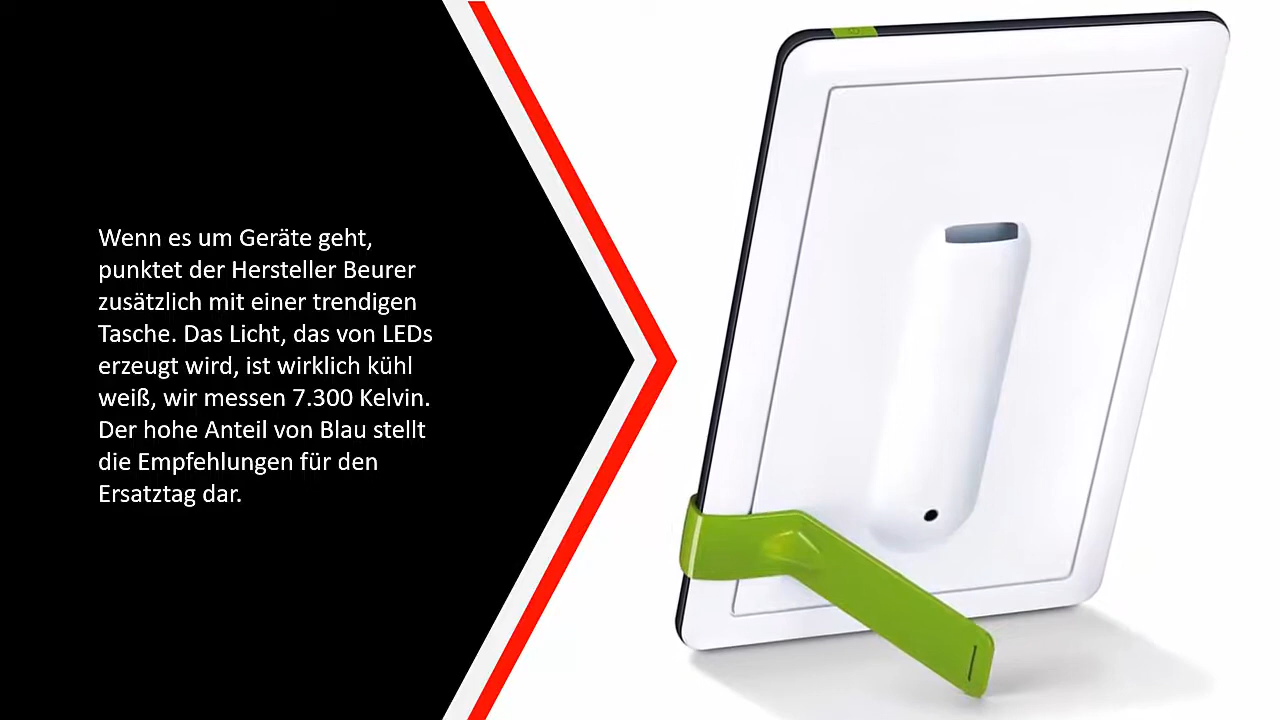 Wenn es um Geräte geht,
punktet der Hersteller Beurer
zusätzlich mit einer trendigen
Tasche. Das Licht, das von LEDs
erzeugt wird, ist wirklich kühl
weiß, wir messen 7.300 Kelvin.
Der hohe Anteil von Blau stellt
die Empfehlungen für den
Ersatztag dar.